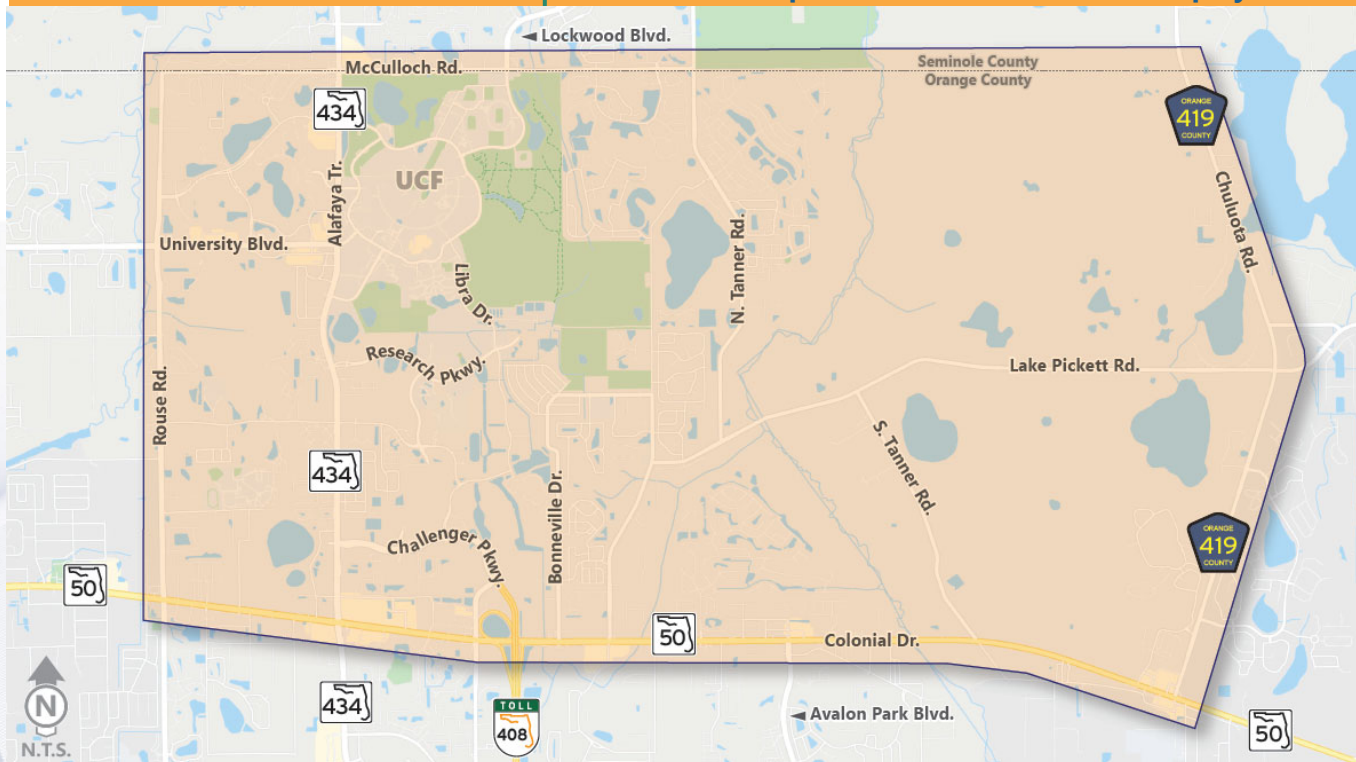 Lockwood Blvd.
McCulloch Rd.
Seminole County
Orange County
434
ORANGE
419
COUNTY
UCF
Alafaya Tr.
Chuluota Rd.
University Blvd.
N. Tanner Rd.
Libra Dr.
Research Pkwy.
Lake Pickett Rd.
Rouse Rd.
S. Tanner Rd.
434
Bonneville Dr.
Challenger Pkwy.
ORANGE
419
COUNTY
50
50
Colonial Dr.
N
N.T.S.
434
TOLL
408
Avalon Park Blvd.
50